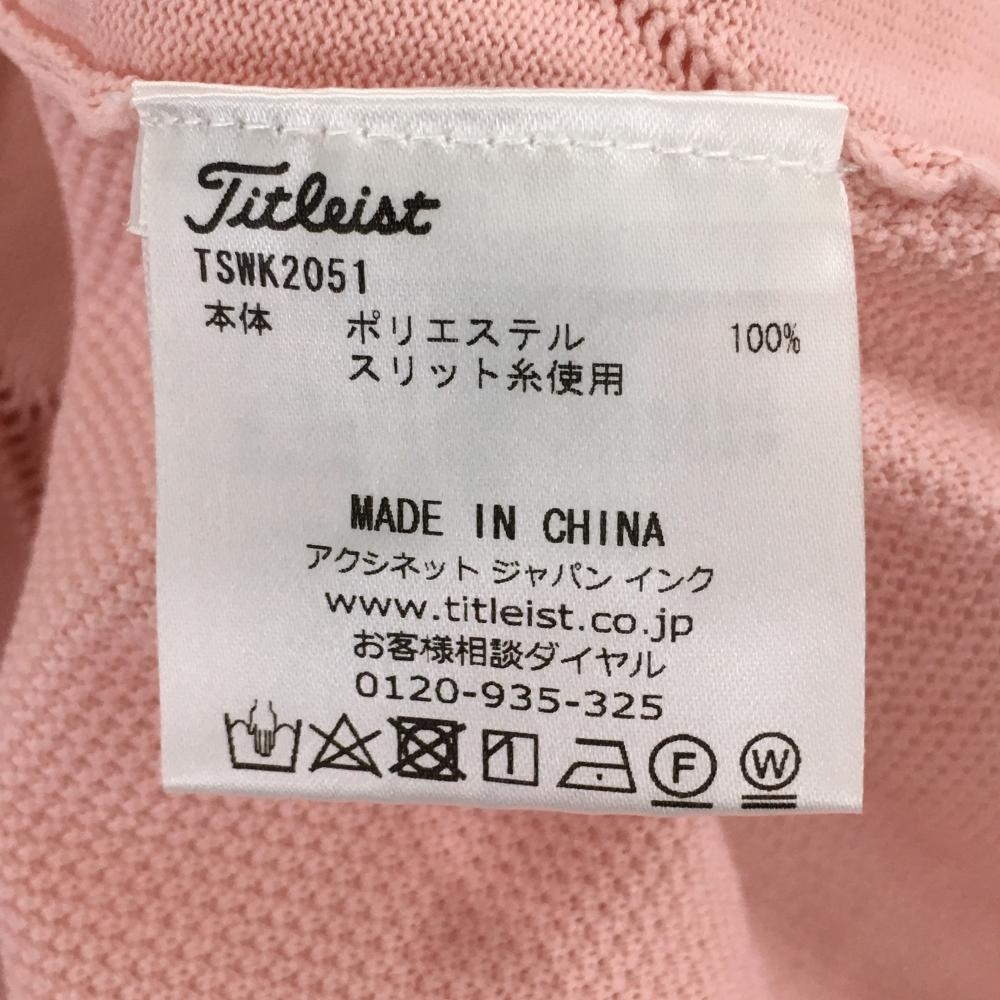 Titleist
TSWK2051
本体 ポリエステル 100%
スリット糸使用
MADE IN CHINA
アクシネット ジャパン インク
www.titleist.co.jp
お客様相談ダイヤル
0120-935-325
F W